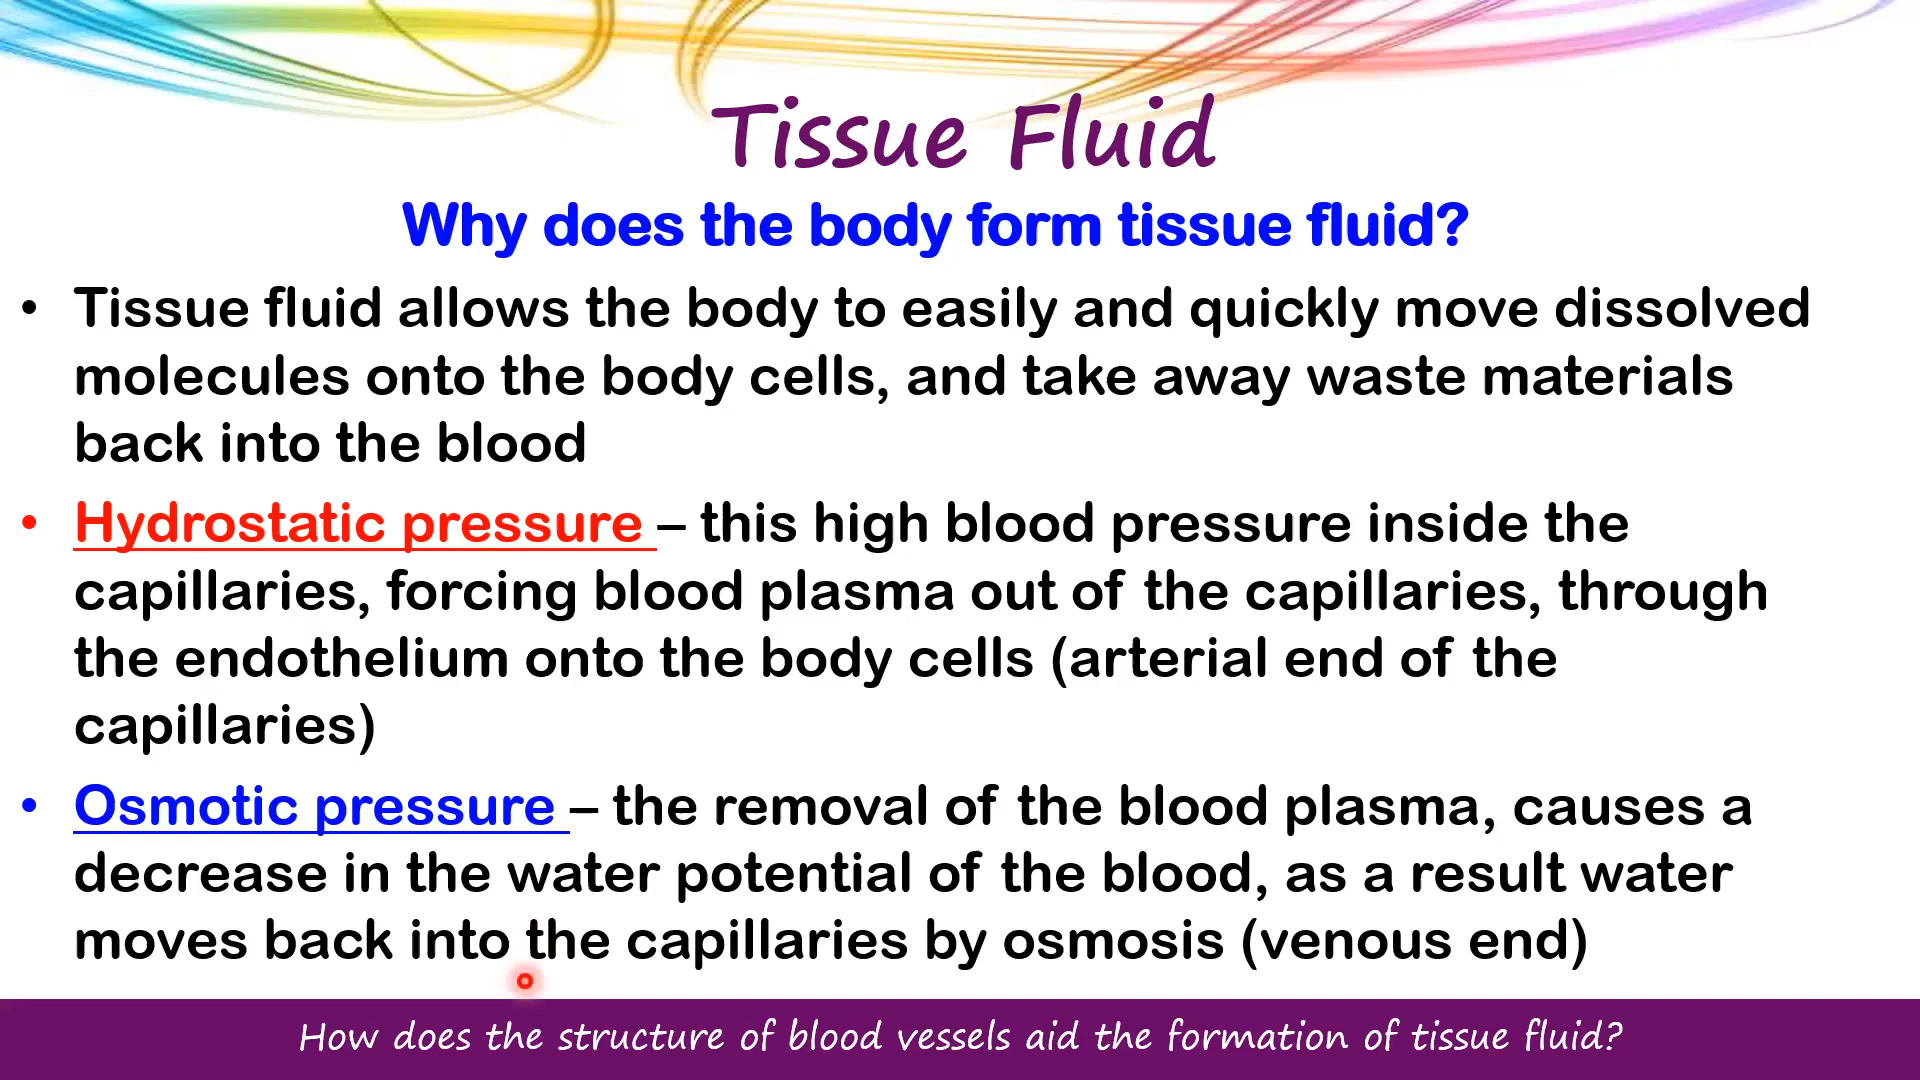 Tissue Fluid
Why does the body form tissue fluid?
• Tissue fluid allows the body to easily and quickly move dissolved
molecules onto the body cells, and take away waste materials
back into the blood
• Hydrostatic pressure – this high blood pressure inside the
capillaries, forcing blood plasma out of the capillaries, through
the endothelium onto the body cells (arterial end of the
capillaries)
• Osmotic pressure – the removal of the blood plasma, causes a
decrease in the water potential of the blood, as a result water
moves back into the capillaries by osmosis (venous end)
How does the structure of blood vessels aid the formation of tissue fluid?